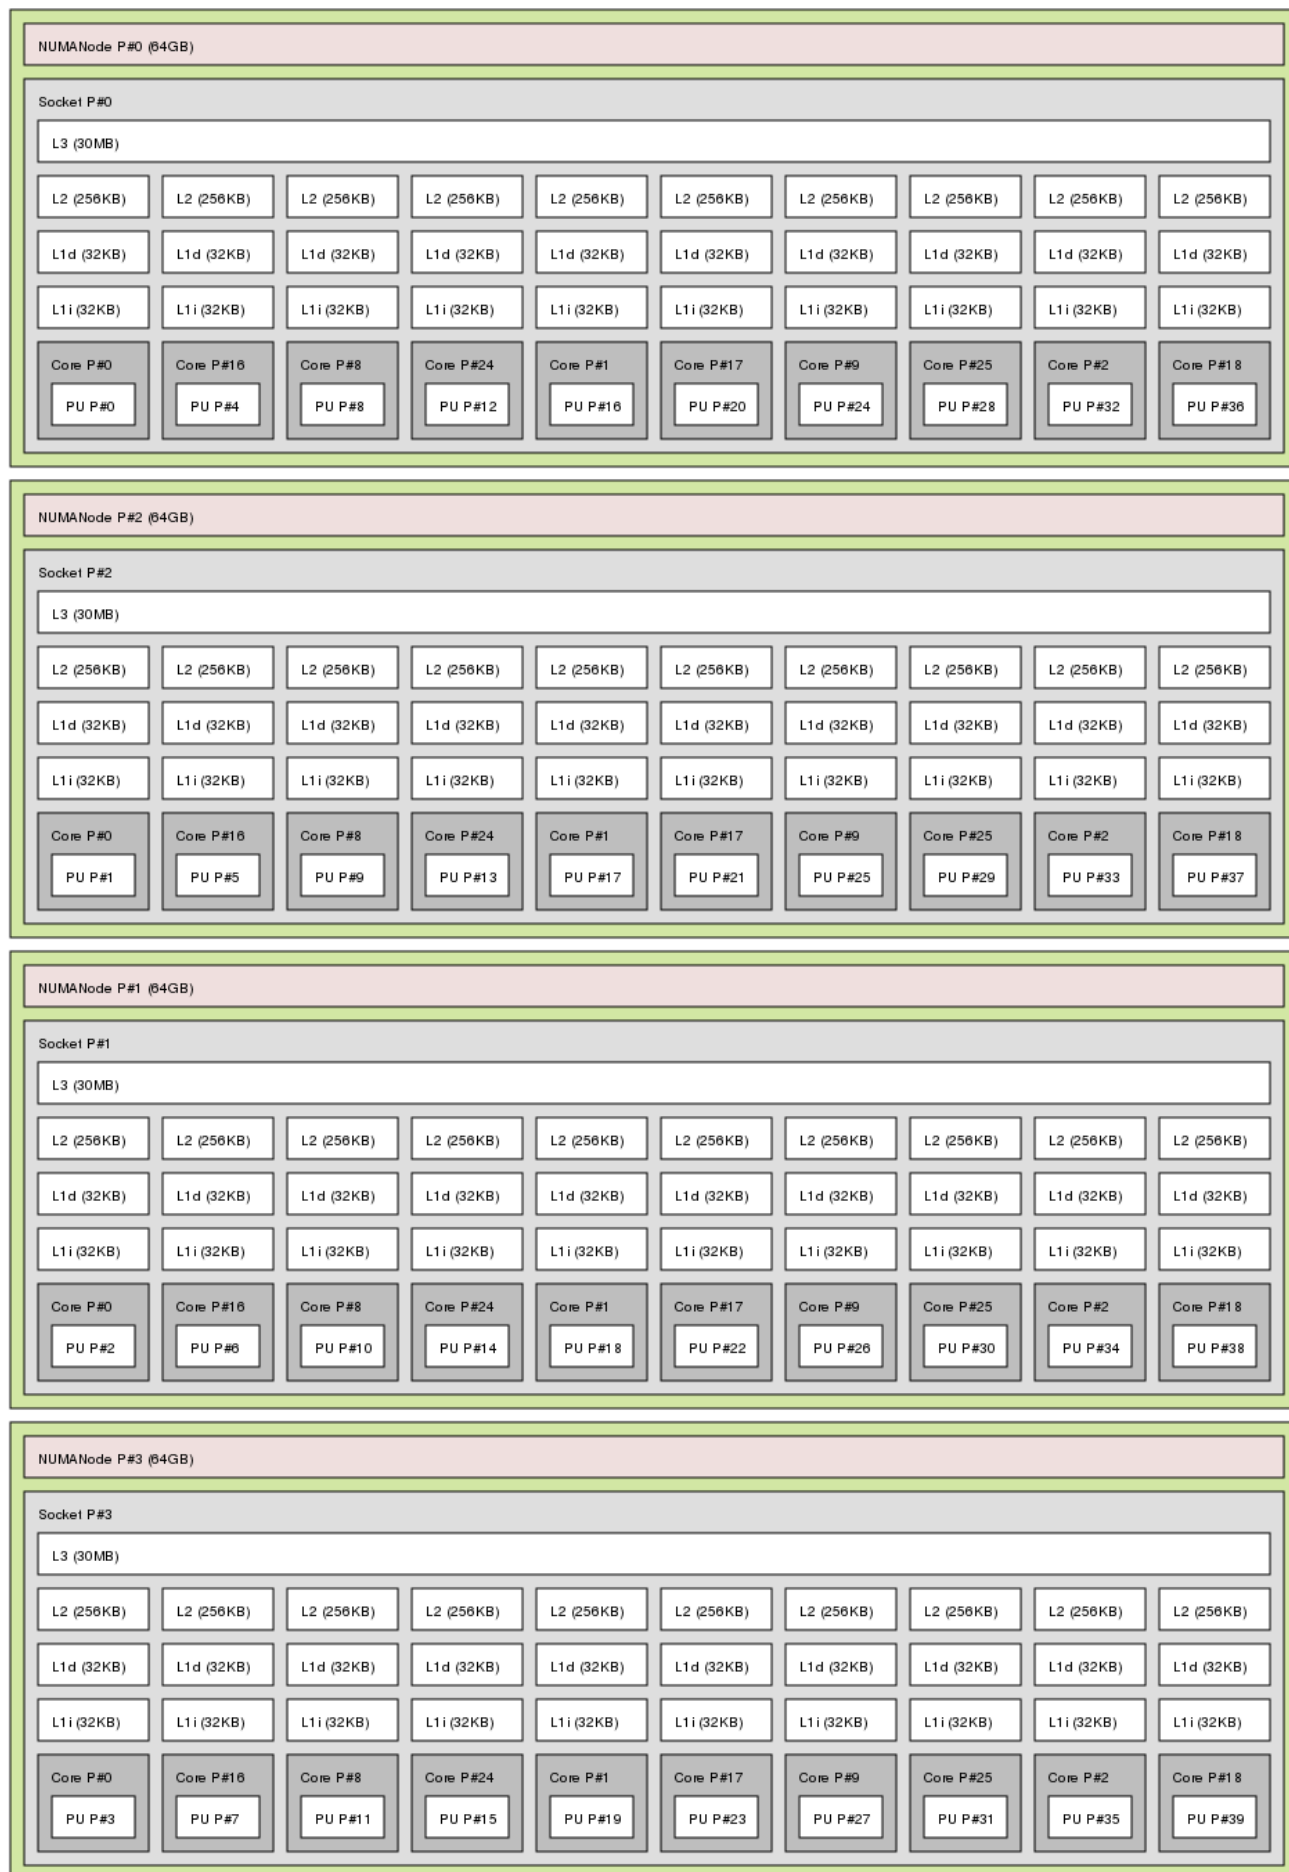 NUMANode P#0 (64GB)
Socket P#0
L3 (30MB)
L2 (256KB) L2 (256KB) L2 (256KB) L2 (256KB) L2 (256KB) L2 (256KB) L2 (256KB) L2 (256KB) L2 (256KB) L2 (256KB)
L1d (32KB) L1d (32KB) L1d (32KB) L1d (32KB) L1d (32KB) L1d (32KB) L1d (32KB) L1d (32KB) L1d (32KB) L1d (32KB)
L1i (32KB) L1i (32KB) L1i (32KB) L1i (32KB) L1i (32KB) L1i (32KB) L1i (32KB) L1i (32KB) L1i (32KB) L1i (32KB)
Core P#0 Core P#16 Core P#8 Core P#24 Core P#1 Core P#17 Core P#9 Core P#25 Core P#2 Core P#18
PU P#0 PU P#4 PU P#8 PU P#12 PU P#16 PU P#20 PU P#24 PU P#28 PU P#32 PU P#36
NUMANode P#2 (64GB)
Socket P#2
L3 (30MB)
L2 (256KB) L2 (256KB) L2 (256KB) L2 (256KB) L2 (256KB) L2 (256KB) L2 (256KB) L2 (256KB) L2 (256KB) L2 (256KB)
L1d (32KB) L1d (32KB) L1d (32KB) L1d (32KB) L1d (32KB) L1d (32KB) L1d (32KB) L1d (32KB) L1d (32KB) L1d (32KB)
L1i (32KB) L1i (32KB) L1i (32KB) L1i (32KB) L1i (32KB) L1i (32KB) L1i (32KB) L1i (32KB) L1i (32KB) L1i (32KB)
Core P#0 Core P#16 Core P#8 Core P#24 Core P#1 Core P#17 Core P#9 Core P#25 Core P#2 Core P#18
PU P#1 PU P#5 PU P#9 PU P#13 PU P#17 PU P#21 PU P#25 PU P#29 PU P#33 PU P#37
NUMANode P#1 (64GB)
Socket P#1
L3 (30MB)
L2 (256KB) L2 (256KB) L2 (256KB) L2 (256KB) L2 (256KB) L2 (256KB) L2 (256KB) L2 (256KB) L2 (256KB) L2 (256KB)
L1d (32KB) L1d (32KB) L1d (32KB) L1d (32KB) L1d (32KB) L1d (32KB) L1d (32KB) L1d (32KB) L1d (32KB) L1d (32KB)
L1i (32KB) L1i (32KB) L1i (32KB) L1i (32KB) L1i (32KB) L1i (32KB) L1i (32KB) L1i (32KB) L1i (32KB) L1i (32KB)
Core P#0 Core P#16 Core P#8 Core P#24 Core P#1 Core P#17 Core P#9 Core P#25 Core P#2 Core P#18
PU P#2 PU P#6 PU P#10 PU P#14 PU P#18 PU P#22 PU P#26 PU P#30 PU P#34 PU P#38
NUMANode P#3 (64GB)
Socket P#3
L3 (30MB)
L2 (256KB) L2 (256KB) L2 (256KB) L2 (256KB) L2 (256KB) L2 (256KB) L2 (256KB) L2 (256KB) L2 (256KB) L2 (256KB)
L1d (32KB) L1d (32KB) L1d (32KB) L1d (32KB) L1d (32KB) L1d (32KB) L1d (32KB) L1d (32KB) L1d (32KB) L1d (32KB)
L1i (32KB) L1i (32KB) L1i (32KB) L1i (32KB) L1i (32KB) L1i (32KB) L1i (32KB) L1i (32KB) L1i (32KB) L1i (32KB)
Core P#0 Core P#16 Core P#8 Core P#24 Core P#1 Core P#17 Core P#9 Core P#25 Core P#2 Core P#18
PU P#3 PU P#7 PU P#11 PU P#15 PU P#19 PU P#23 PU P#27 PU P#31 PU P#35 PU P#39